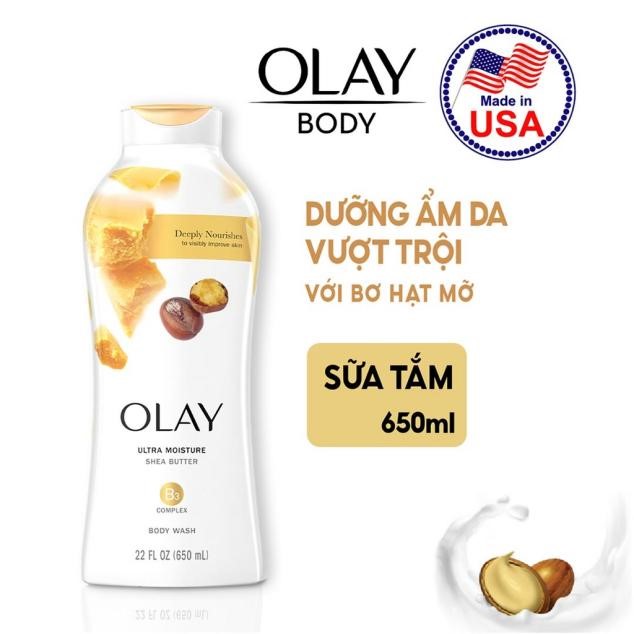 OLAY
BODY
Made in
USA
DƯỠNG ẨM DA
VƯỢT TRỘI
VỚI BƠ HẠT MỠ
SỮA TẮM
650ml
Deeply Nourishes
to visibly improve skin
OLAY
ULTRA MOISTURE
SHEA BUTTER
B3
COMPLEX
BODY WASH
22 FL OZ (650 mL)